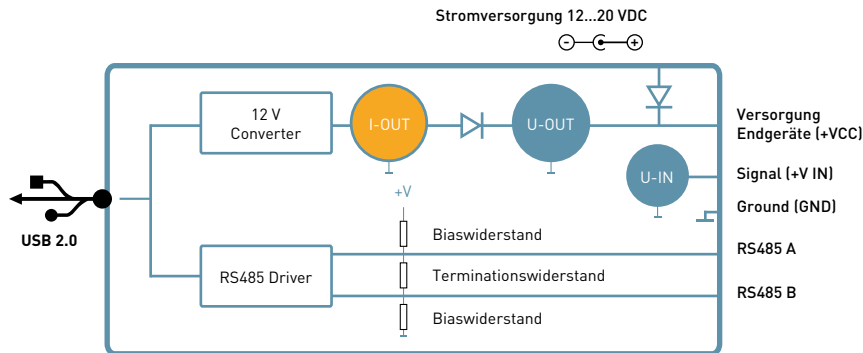 Stromversorgung 12...20 VDC
12 V
Converter
I-OUT
U-OUT
Versorgung
Endgeräte (+VCC)
U-IN
Signal (+V IN)
+V
Ground (GND)
USB 2.0
Biaswiderstand
RS485 A
RS485 Driver
Terminationswiderstand
RS485 B
Biaswiderstand